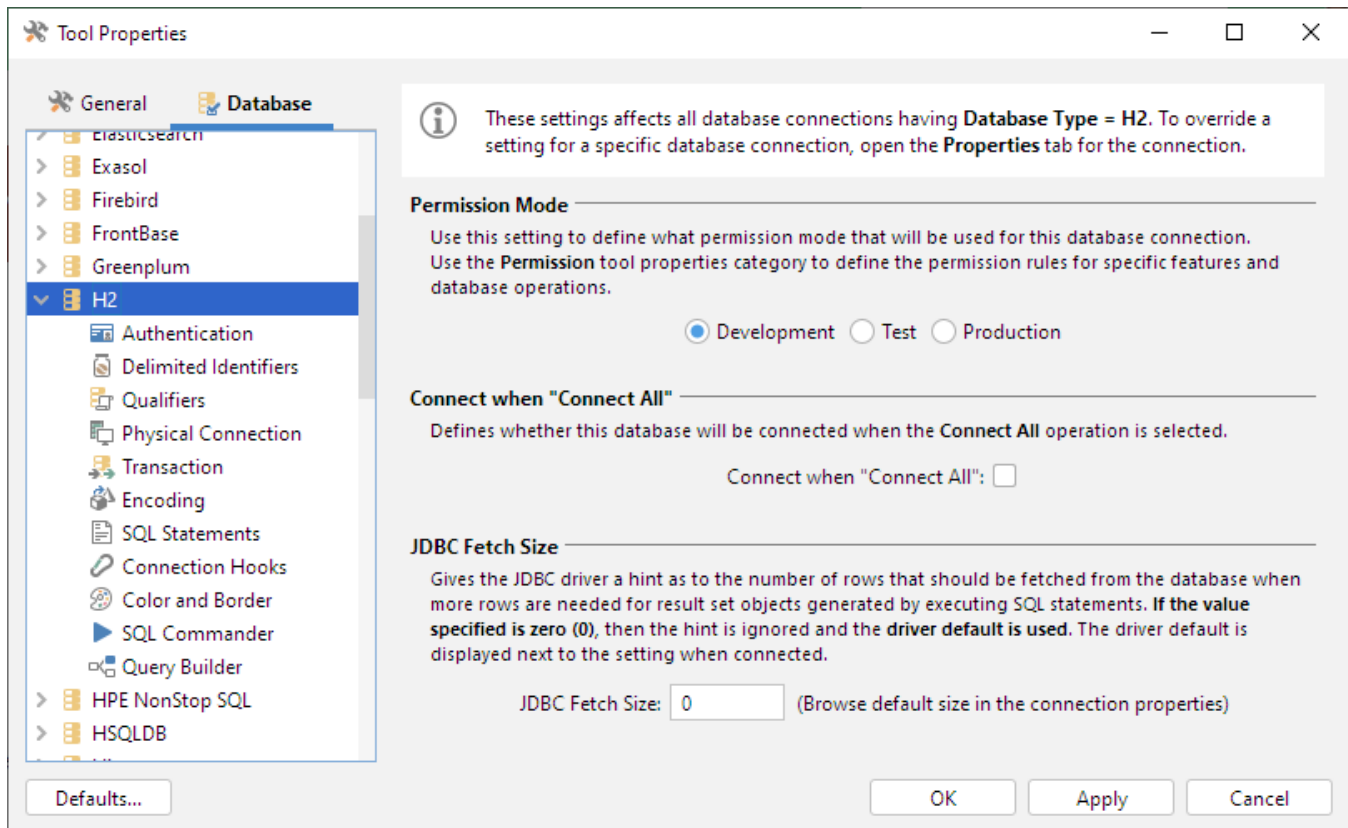 Tool Properties
General
Database
Elasticsearch
Exasol
Firebird
FrontBase
Greenplum
H2
Authentication
Delimited Identifiers
Qualifiers
Physical Connection
Transaction
Encoding
SQL Statements
Connection Hooks
Color and Border
SQL Commander
Query Builder
HPE NonStop SQL
HSQLDB
These settings affects all database connections having Database Type = H2. To override a
setting for a specific database connection, open the Properties tab for the connection.
Permission Mode
Use this setting to define what permission mode that will be used for this database connection.
Use the Permission tool properties category to define the permission rules for specific features and
database operations.
Development
Test
Production
Connect when "Connect All"
Defines whether this database will be connected when the Connect All operation is selected.
Connect when "Connect All":
JDBC Fetch Size
Gives the JDBC driver a hint as to the number of rows that should be fetched from the database when
more rows are needed for result set objects generated by executing SQL statements. If the value
specified is zero (0), then the hint is ignored and the driver default is used. The driver default is
displayed next to the setting when connected.
JDBC Fetch Size: 0 (Browse default size in the connection properties)
Defaults...
OK
Apply
Cancel